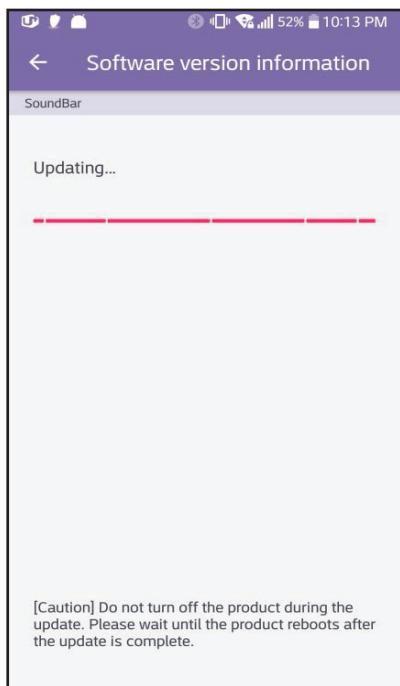 52% 10:13 PM
Software version information
SoundBar
Updating...
[Caution] Do not turn off the product during the
update. Please wait until the product reboots after
the update is complete.